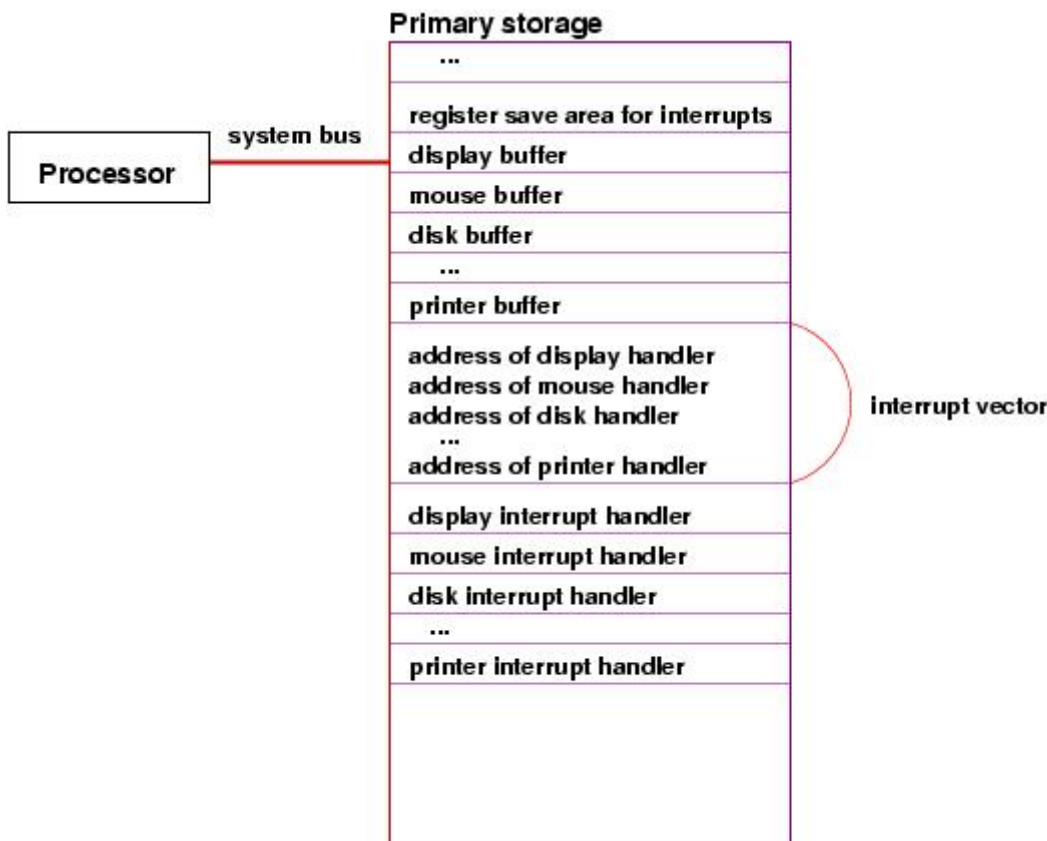 Primary storage
...
register save area for interrupts
system bus
Processor
display buffer
mouse buffer
disk buffer
...
printer buffer
address of display handler
address of mouse handler
address of disk handler
...
address of printer handler
interrupt vector
display interrupt handler
mouse interrupt handler
disk interrupt handler
...
printer interrupt handler